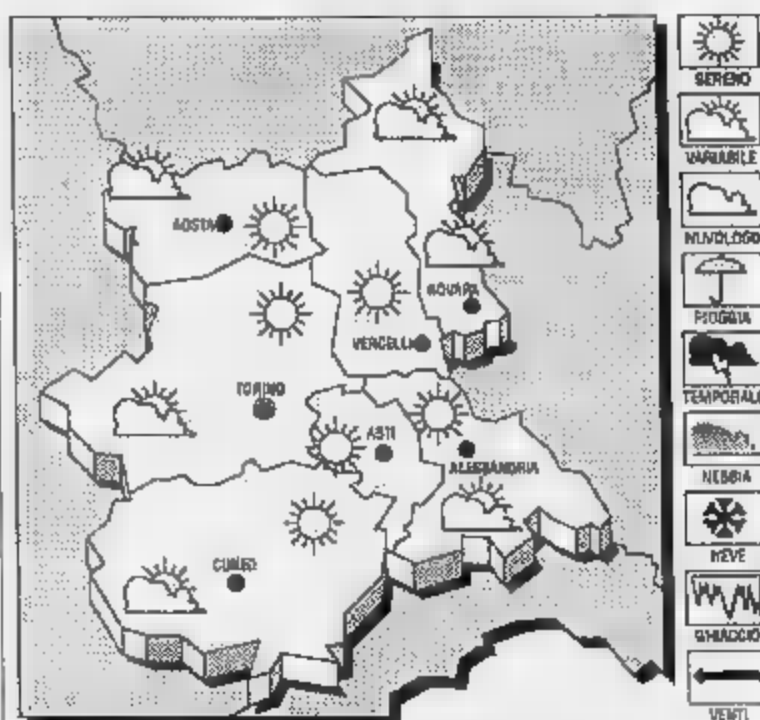 SERENO
VARIABILE
NUVOLOSO
PIOGGIA
TEMPORALE
NEBBIA
NEVE
GHIACCIO
VENTI
AOSTA
NOVARA
VERCELLI
TORINO
ASTI
ALESSANDRIA
CUNEO